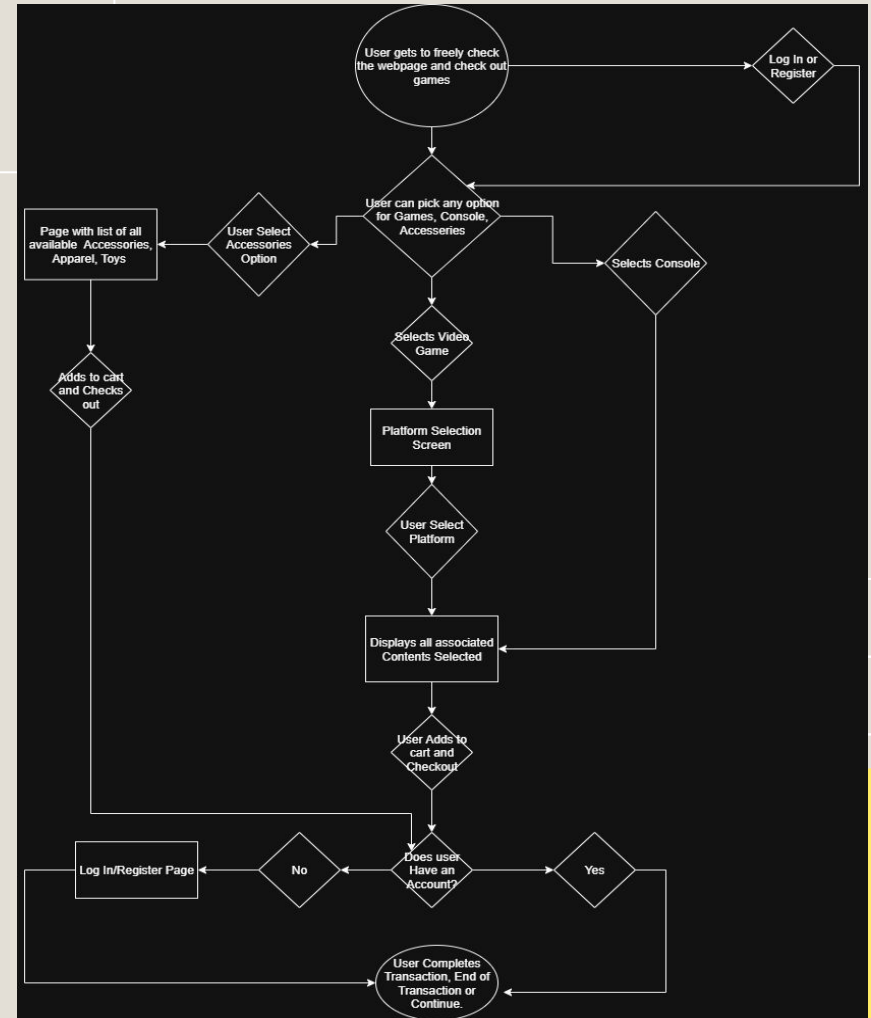 User gets to freely check
the webpage and check out
games
Log In or
Register
User can pick any option
for Games, Console,
Accesseries
User Select
Accessories
Option
Page with list of all
available Accessories,
Apparel, Toys
Selects Console
Selects Video
Game
Adds to cart
and Checks
out
Platform Selection
Screen
User Select
Platform
Displays all associated
Contents Selected
User Adds to
cart and
Checkout
Does user
Have an
Account?
No
Log In/Register Page
Yes
User Completes
Transaction, End of
Transaction or
Continue.